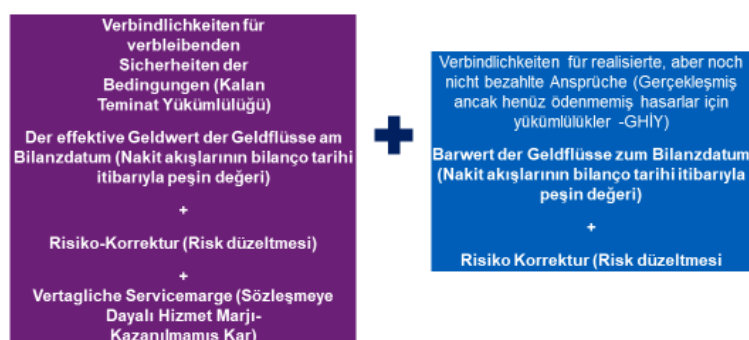 Verbindlichkeiten für
verbleibenden
Sicherheiten der
Bedingungen (Kalan
Teminat Yükümlülüğü)
Der effektive Geldwert der Geldflüsse am
Bilanzdatum (Nakit akışlarının bilanço tarihi
itibarıyla peşin değeri)
+
Risiko-Korrektur (Risk düzeltmesi)
+
Vertagliche Servicemarge (Sözleşmeye
Dayalı Hizmet Marjı-
Kazanılmamış Kar)
Verbindlichkeiten für realisierte, aber noch
nicht bezahlte Ansprüche (Gerçekleşmiş
ancak henüz ödenmemiş hasarlar için
yükümlülükler -GHİY)
Barwert der Geldflüsse zum Bilanzdatum
(Nakit akışlarının bilanço tarihi itibarıyla
peşin değeri)
+
Risiko Korrektur (Risk düzeltmesi